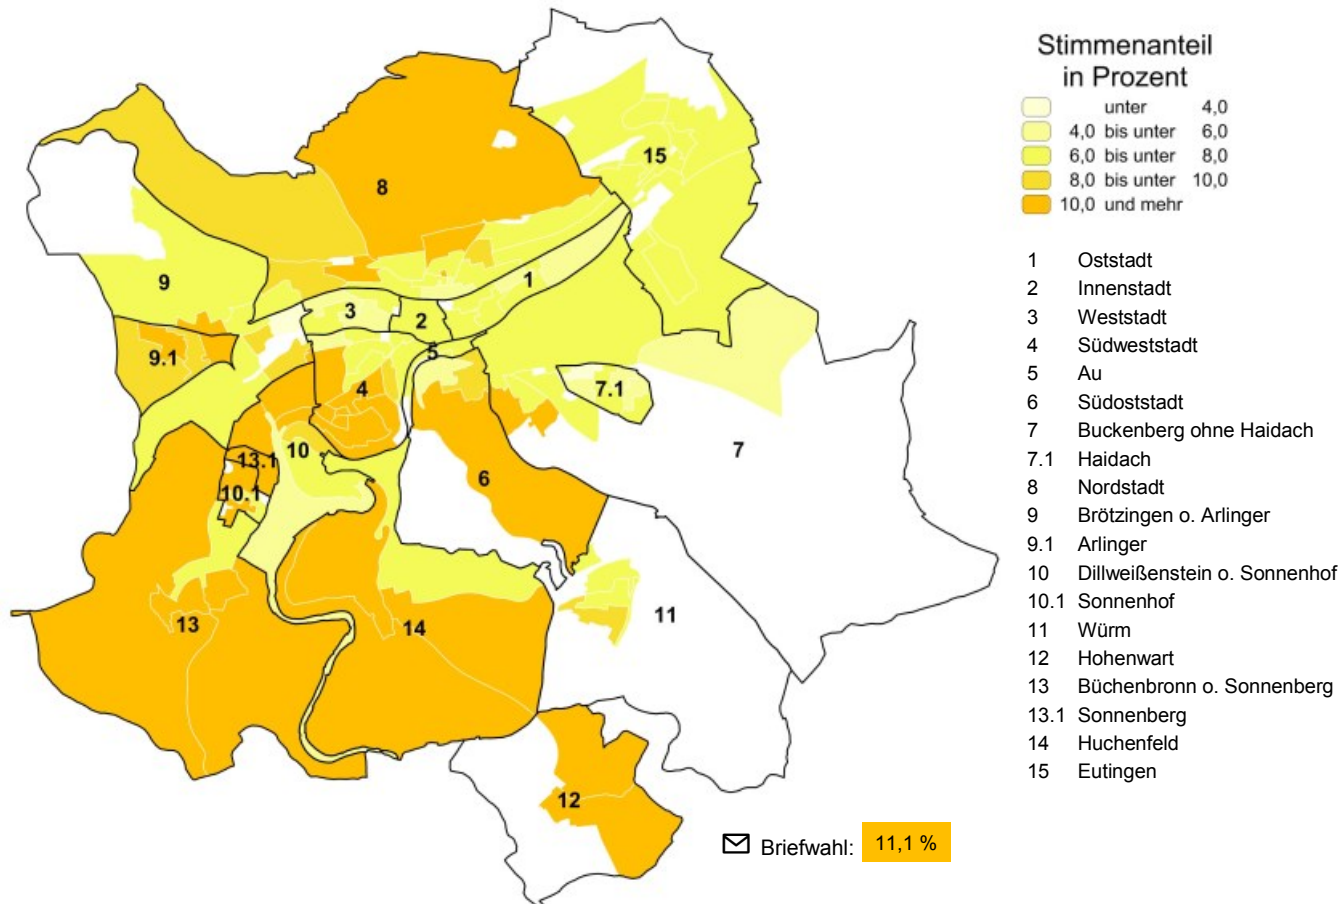 Stimmenanteil
in Prozent
unter 4,0
4,0 bis unter 6,0
6,0 bis unter 8,0
8,0 bis unter 10,0
10,0 und mehr
1 Oststadt
2 Innenstadt
3 Weststadt
4 Südweststadt
5 Au
6 Südoststadt
7 Buckenberg ohne Haidach
7.1 Haidach
8 Nordstadt
9 Brötzingen o. Arlinger
9.1 Arlinger
10 Dillweißenstein o. Sonnenhof
10.1 Sonnenhof
11 Würm
12 Hohenwart
13 Büchenbronn o. Sonnenberg
13.1 Sonnenberg
14 Huchenfeld
15 Eutingen
15
8
9
1
3
2
5
9.1
4
7.1
10
7
13.1
6
10.1
11
13
14
12
Briefwahl: 11,1 %